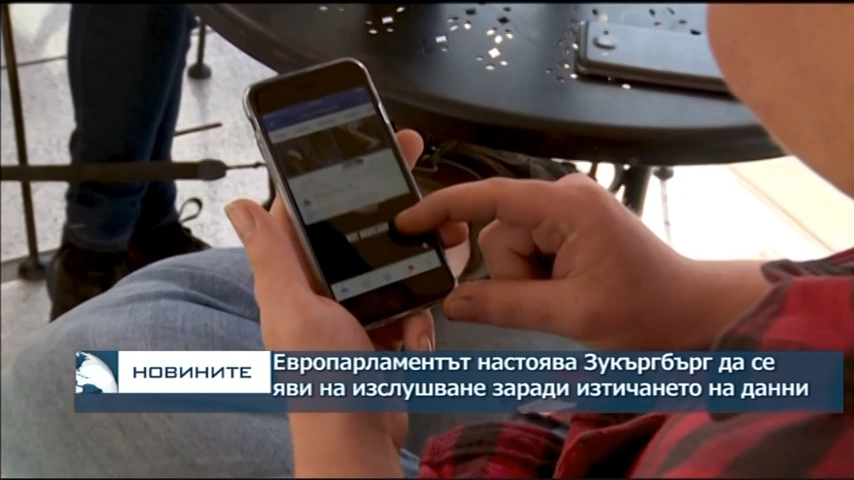 НОВИНИТЕ
Европарламентът настоява Зукърбърг да се
яви на изслушване заради изтичането на данни